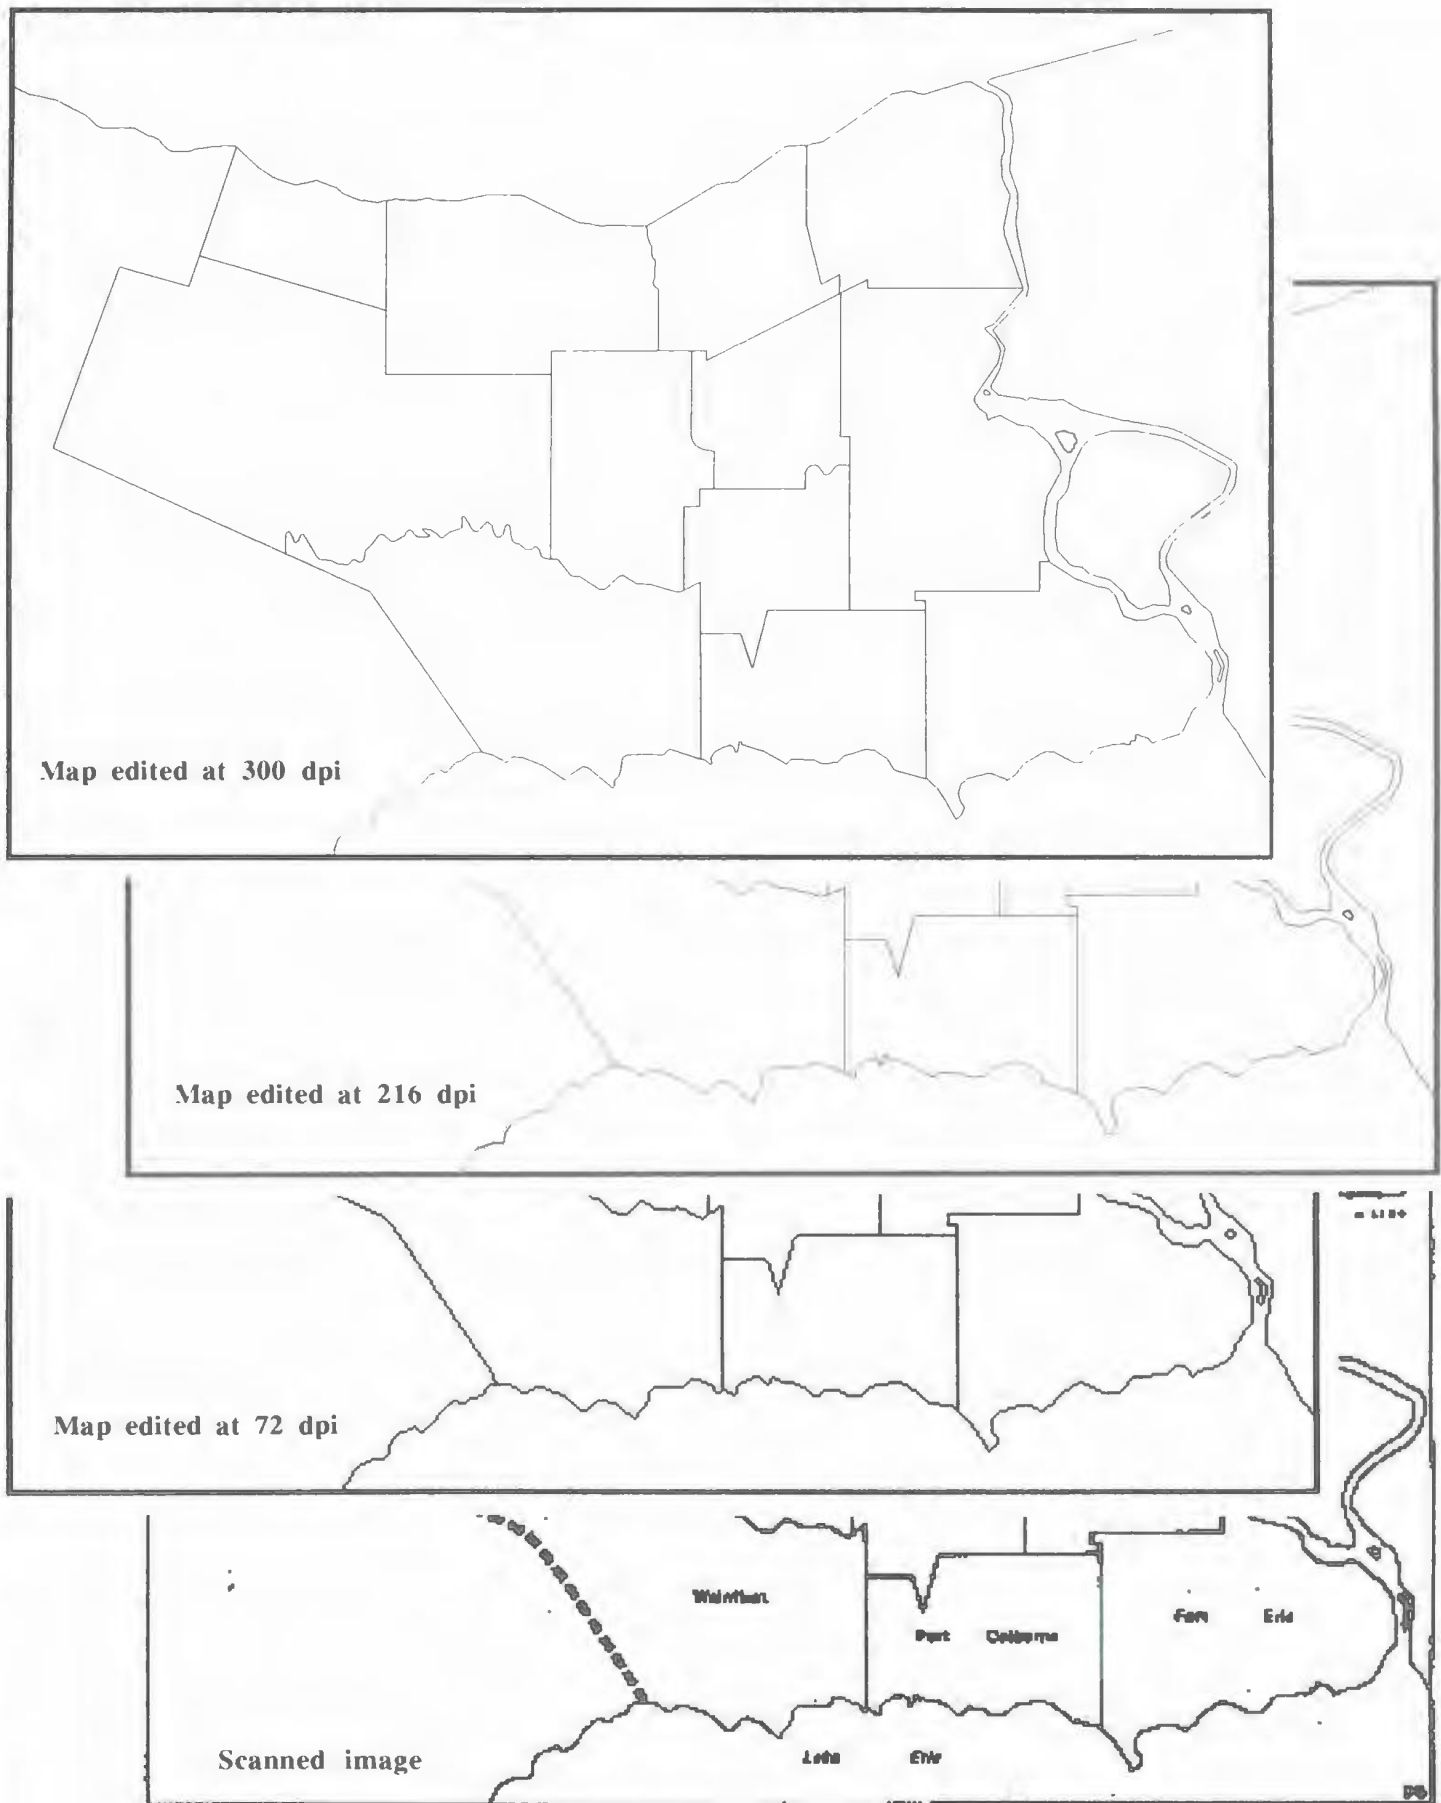 Map edited at 300 dpi
Map edited at 216 dpi
Map edited at 72 dpi
Port Colborne
Fort Erie
Scanned image
Erie